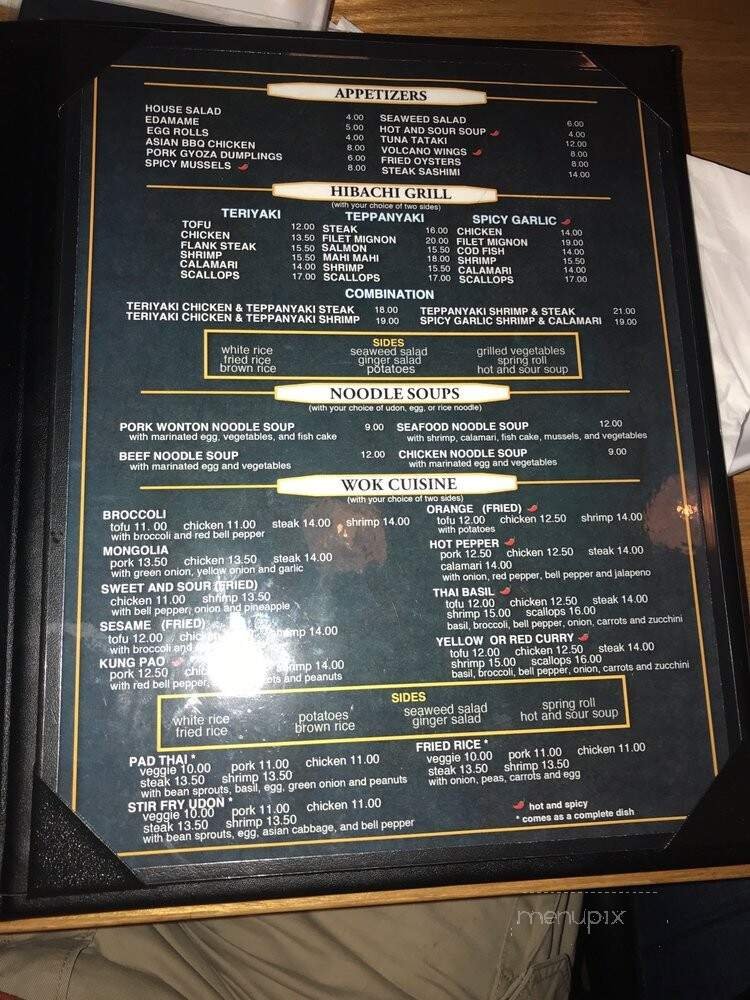 APPETIZERS
HOUSE SALAD 4.00
EDAMAME 5.00
EGG ROLLS 4.00
ASIAN BBQ CHICKEN 8.00
PORK GYOZA DUMPLINGS 6.00
SPICY MUSSELS 8.00
SEAWEED SALAD 6.00
HOT AND SOUR SOUP 4.00
TUNA TATAKI 12.00
VOLCANO WINGS 8.00
FRIED OYSTERS 8.00
STEAK SASHIMI 14.00
HIBACHI GRILL
(with your choice of two sides)
TERIYAKI
TOFU 12.00
CHICKEN 13.50
FLANK STEAK 15.50
SHRIMP 15.50
CALAMARI 14.00
SCALLOPS 17.00
TEPPANYAKI
STEAK 16.00
FILET MIGNON 20.00
SALMON 15.50
MAHI MAHI 18.00
SHRIMP 15.50
SCALLOPS 17.00
SPICY GARLIC
CHICKEN 14.00
FILET MIGNON 19.00
COD FISH 14.00
SHRIMP 15.50
CALAMARI 14.00
SCALLOPS 17.00
COMBINATION
TERIYAKI CHICKEN & TEPPANYAKI STEAK 18.00
TERIYAKI CHICKEN & TEPPANYAKI SHRIMP 19.00
TEPPANYAKI SHRIMP & STEAK 21.00
SPICY GARLIC SHRIMP & CALAMARI 19.00
SIDES
white rice seaweed salad grilled vegetables
fried rice ginger salad spring roll
brown rice potatoes hot and sour soup
NOODLE SOUPS
(with your choice of udon, egg, or rice noodle)
PORK WONTON NOODLE SOUP 9.00
with marinated egg, vegetables, and fish cake
BEEF NOODLE SOUP 12.00
with marinated egg and vegetables
SEAFOOD NOODLE SOUP 12.00
with shrimp, calamari, fish cake, mussels, and vegetables
CHICKEN NOODLE SOUP 9.00
with marinated egg and vegetables
WOK CUISINE
(with your choice of two sides)
BROCCOLI
tofu 11. 00 chicken 11.00 steak 14.00 shrimp 14.00
with broccoli and red bell pepper
MONGOLIA
pork 13.50 chicken 13.50 steak 14.00
with green onion, yellow onion and garlic
SWEET AND SOUR (FRIED)
chicken 11.00 shrimp 13.50
with bell pepper, onion and pineapple
SESAME (FRIED)
tofu 12.00 shrimp 14.00
with broccoli and
KUNG PAO
pork 12.50 shrimp 14.00
with red bell pepper, and peanuts
ORANGE (FRIED)
tofu 12.00 chicken 12.50 shrimp 14.00
with potatoes
HOT PEPPER
pork 12.50 chicken 12.50 steak 14.00
calamari 14.00
with onion, red pepper, bell pepper and jalapeno
THAI BASIL
tofu 12.00 chicken 12.50 steak 14.00
shrimp 15.00 scallops 16.00
basil, broccoli, bell pepper, onion, carrots and zucchini
YELLOW OR RED CURRY
tofu 12.00 chicken 12.50 steak 14.00
shrimp 15.00 scallops 16.00
basil, broccoli, bell pepper, onion, carrots and zucchini
SIDES
white rice potatoes seaweed salad spring roll
fried rice brown rice ginger salad hot and sour soup
PAD THAI *
veggie 10.00 pork 11.00 chicken 11.00
steak 13.50 shrimp 13.50
with bean sprouts, basil, egg, green onion and peanuts
STIR FRY UDON *
veggie 10.00 pork 11.00 chicken 11.00
steak 13.50 shrimp 13.50
with bean sprouts, egg, asian cabbage, and bell pepper
FRIED RICE *
veggie 10.00 pork 11.00 chicken 11.00
steak 13.50 shrimp 13.50
with onion, peas, carrots and egg
hot and spicy
* comes as a complete dish
menupix